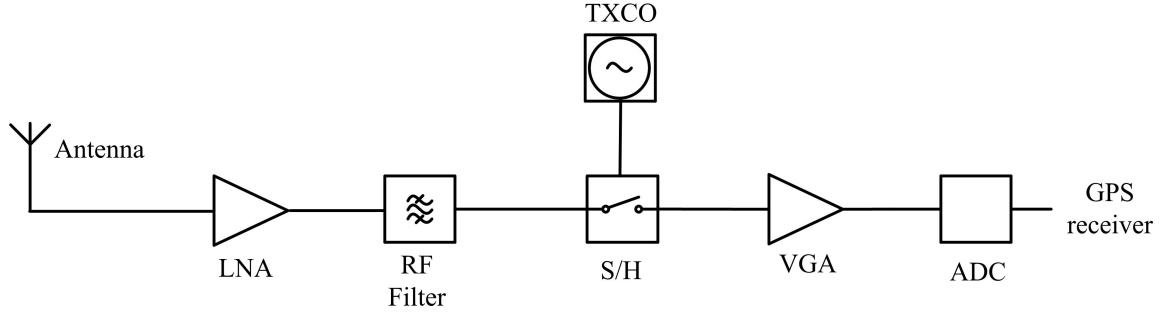 TXCO
Antenna
GPS
receiver
LNA
RF
Filter
S/H
VGA
ADC